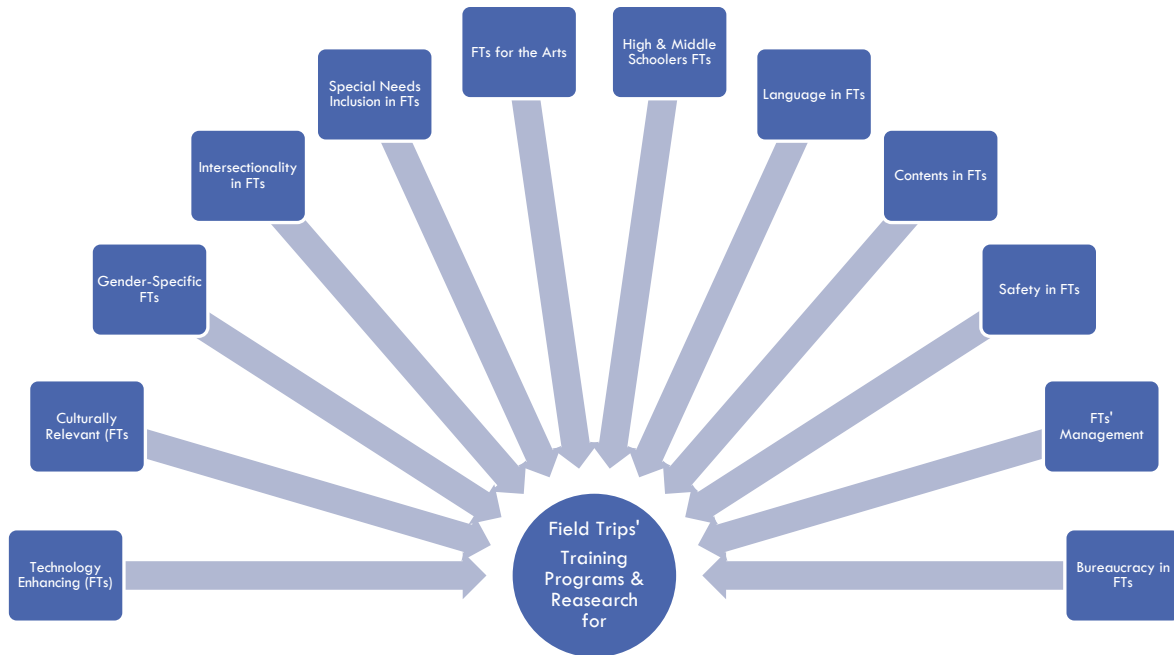 FTs for the Arts
High & Middle
Schoolers FTs
Special Needs
Inclusion in FTs
Language in FTs
Intersectionality
in FTs
Contents in FTs
Gender-Specific
FTs
Safety in FTs
Culturally
Relevant (FTs
FTs'
Management
Technology
Enhancing (FTs)
Bureaucracy in
FTs
Field Trips'
Training
Programs &
Reasearch
for